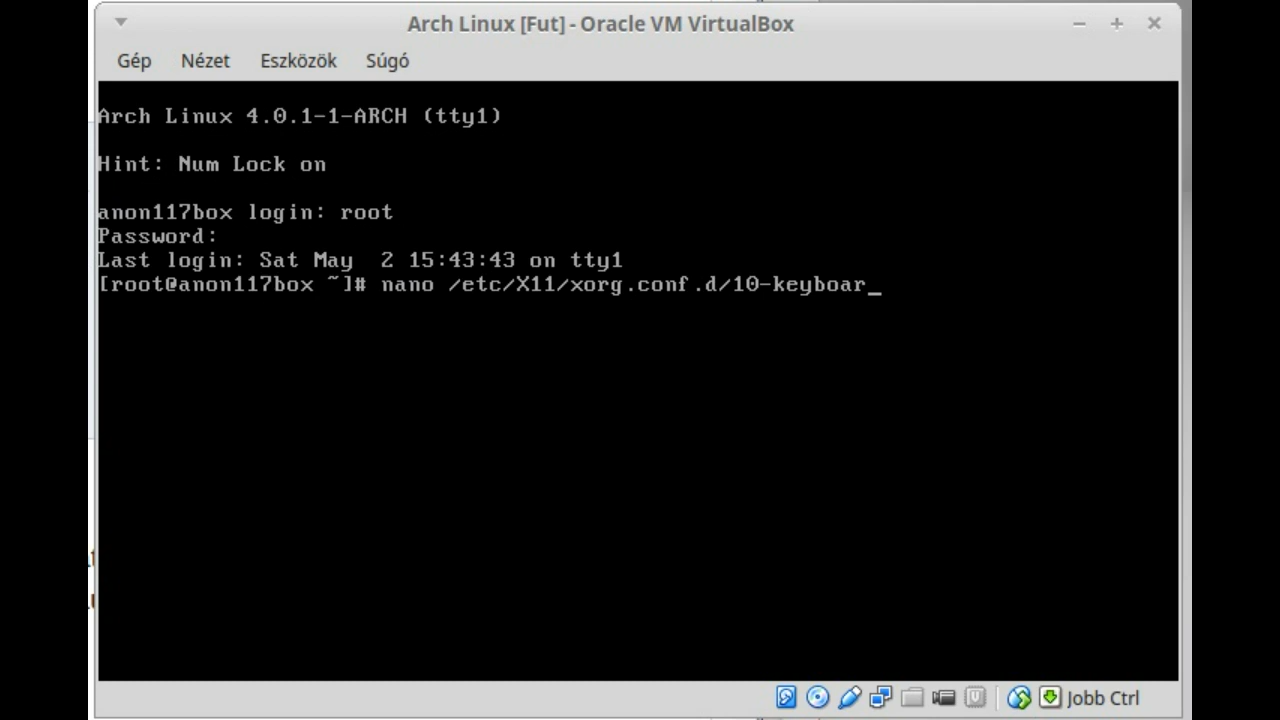 Arch Linux [Fut] - Oracle VM VirtualBox
Gép Nézet Eszközök Súgó
Arch Linux 4.0.1-1-ARCH (tty1)
Hint: Num Lock on
anon117box login: root
Password:
Last login: Sat May  2 15:43:43 on tty1
[root@anon117box ~]# nano /etc/X11/xorg.conf.d/10-keyboar_
Jobb Ctrl